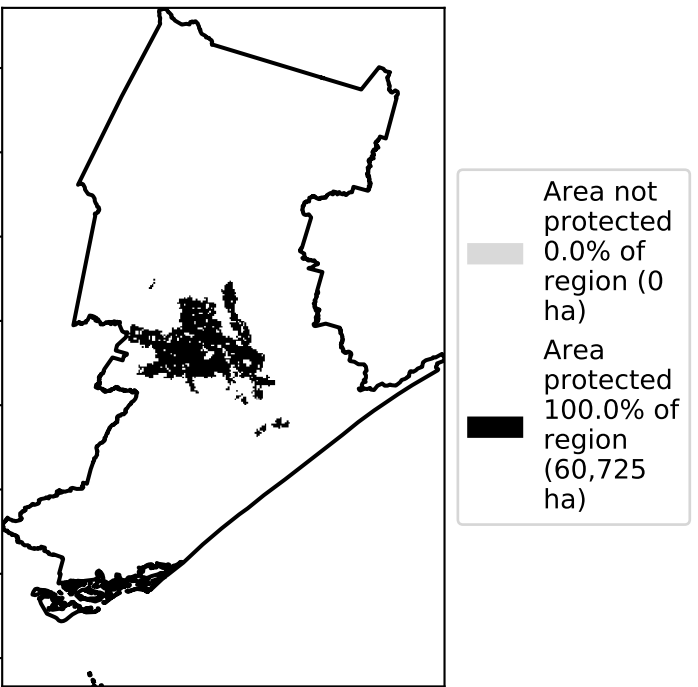 Area not
protected
0.0% of
region (0
ha)
Area
protected
100.0% of
region
(60,725
ha)